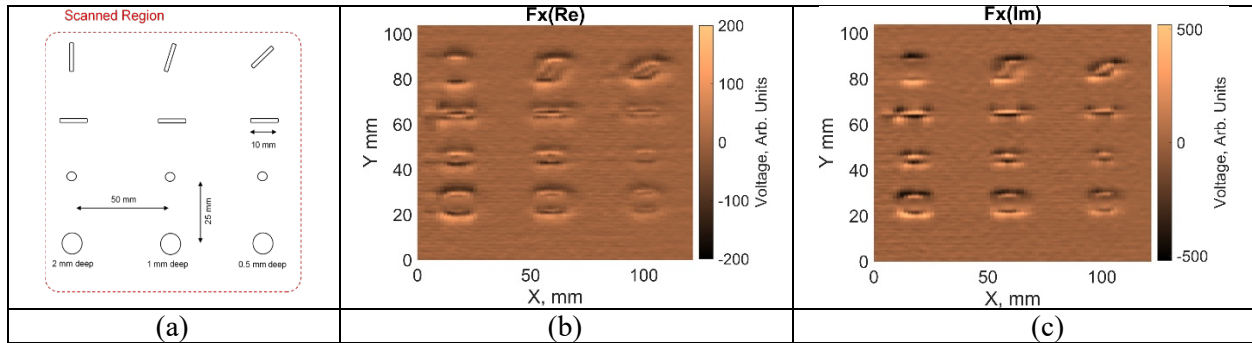 Scanned Region
10 mm
50 mm
25 mm
2 mm deep
1 mm deep
0.5 mm deep
(a)
Fx(Re)
Y mm
100
80
60
40
20
0
0
50
100
X, mm
200
100
0
-100
-200
Voltage, Arb. Units
(b)
Fx(Im)
Y mm
100
80
60
40
20
0
0
50
100
X, mm
500
0
-500
Voltage, Arb. Units
(c)